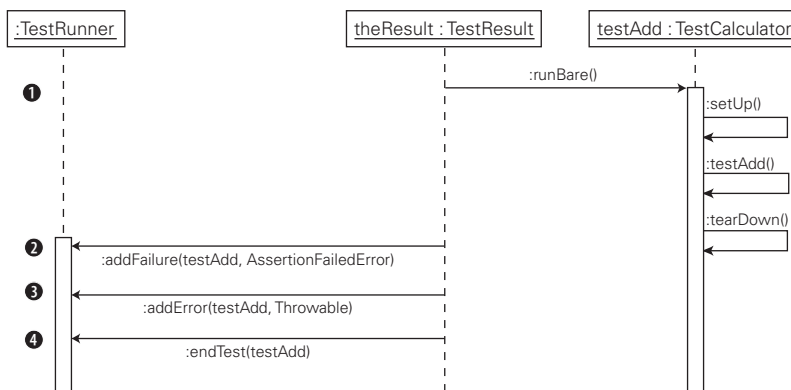 :TestRunner
theResult : TestResult
testAdd : TestCalculator
❶
:runBare()
:setUp()
:testAdd()
:tearDown()
❷
:addFailure(testAdd, AssertionFailedError)
❸
:addError(testAdd, Throwable)
❹
:endTest(testAdd)